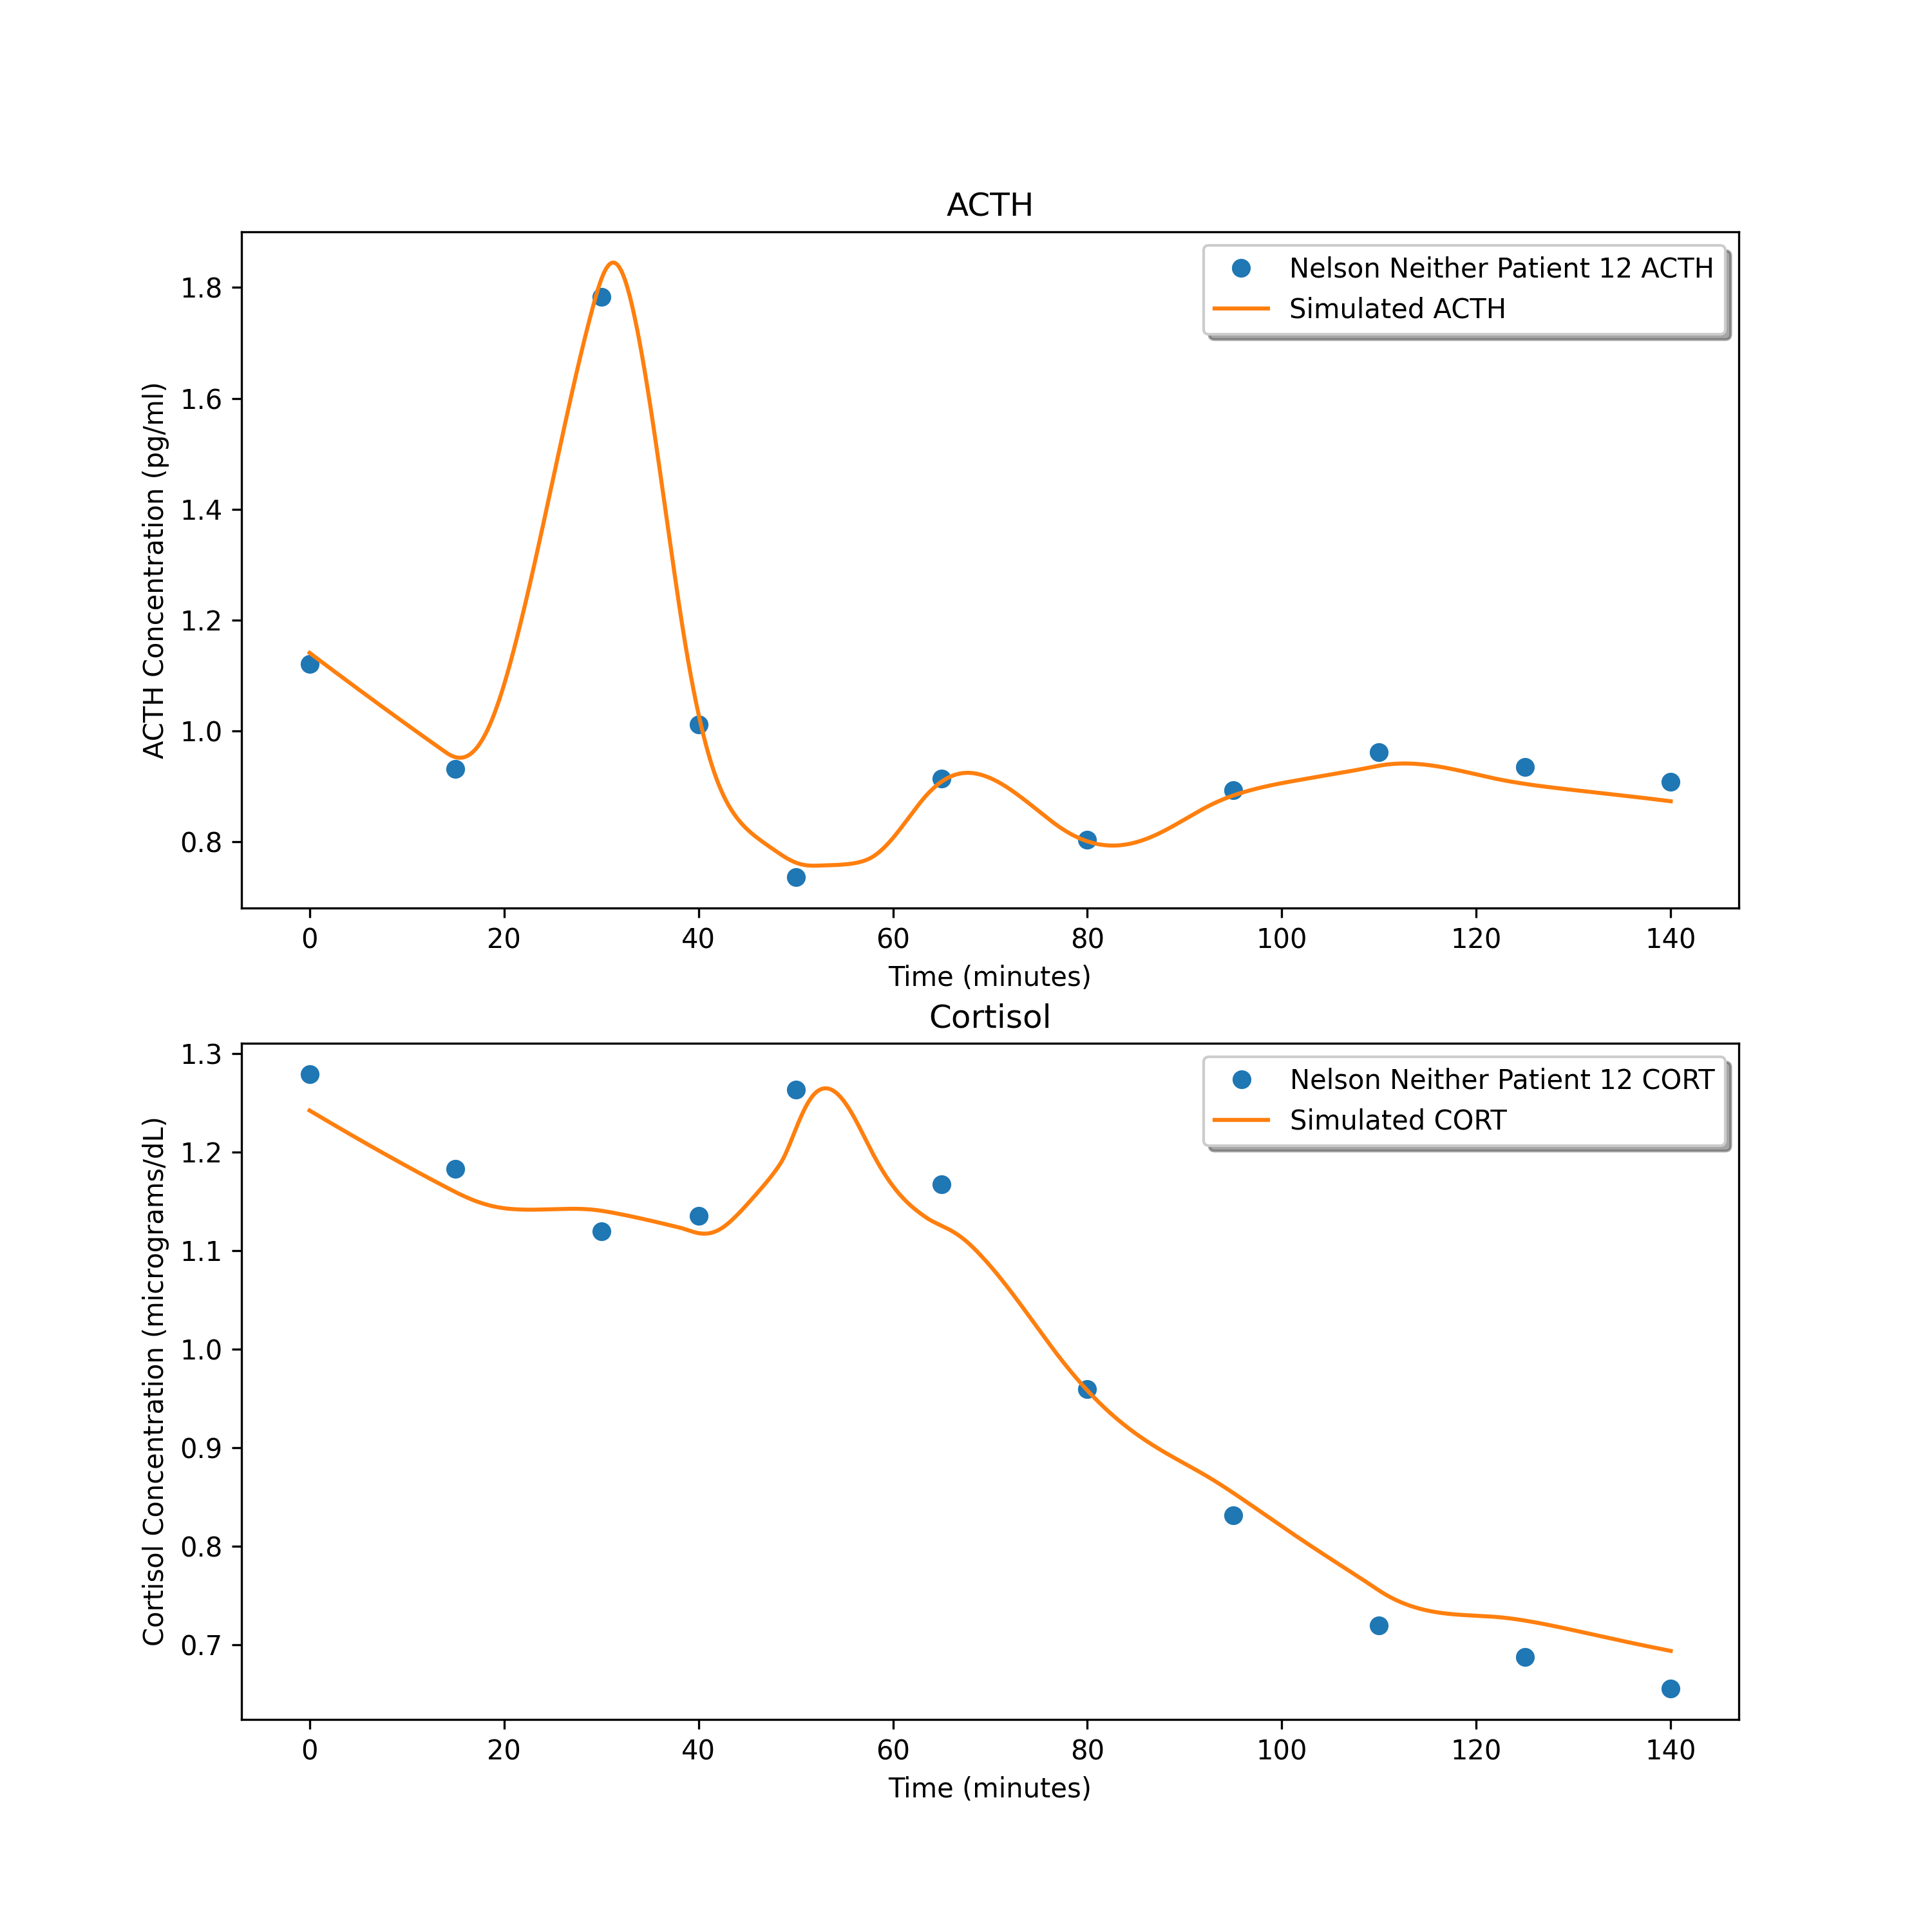 ACTH
Nelson Neither Patient 12 ACTH
Simulated ACTH
ACTH Concentration (pg/ml)
1.8
1.6
1.4
1.2
1.0
0.8
0 20 40 60 80 100 120 140
Time (minutes)
Cortisol
Nelson Neither Patient 12 CORT
Simulated CORT
Cortisol Concentration (micrograms/dL)
1.3
1.2
1.1
1.0
0.9
0.8
0.7
0 20 40 60 80 100 120 140
Time (minutes)